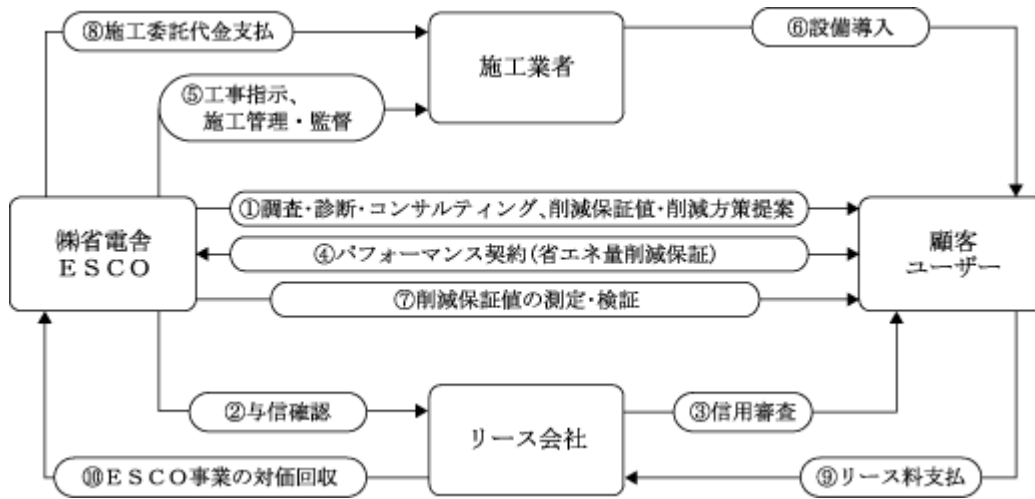 ⑧施工委託代金支払
施工業者
⑥設備導入
⑤工事指示、
施工管理・監督
㈱省電舎
ＥＳＣＯ
①調査・診断・コンサルティング、削減保証値・削減方策提案
④パフォーマンス契約(省エネ量削減保証)
⑦削減保証値の測定・検証
顧客
ユーザー
②与信確認
リース会社
③信用審査
⑩ＥＳＣＯ事業の対価回収
⑨リース料支払